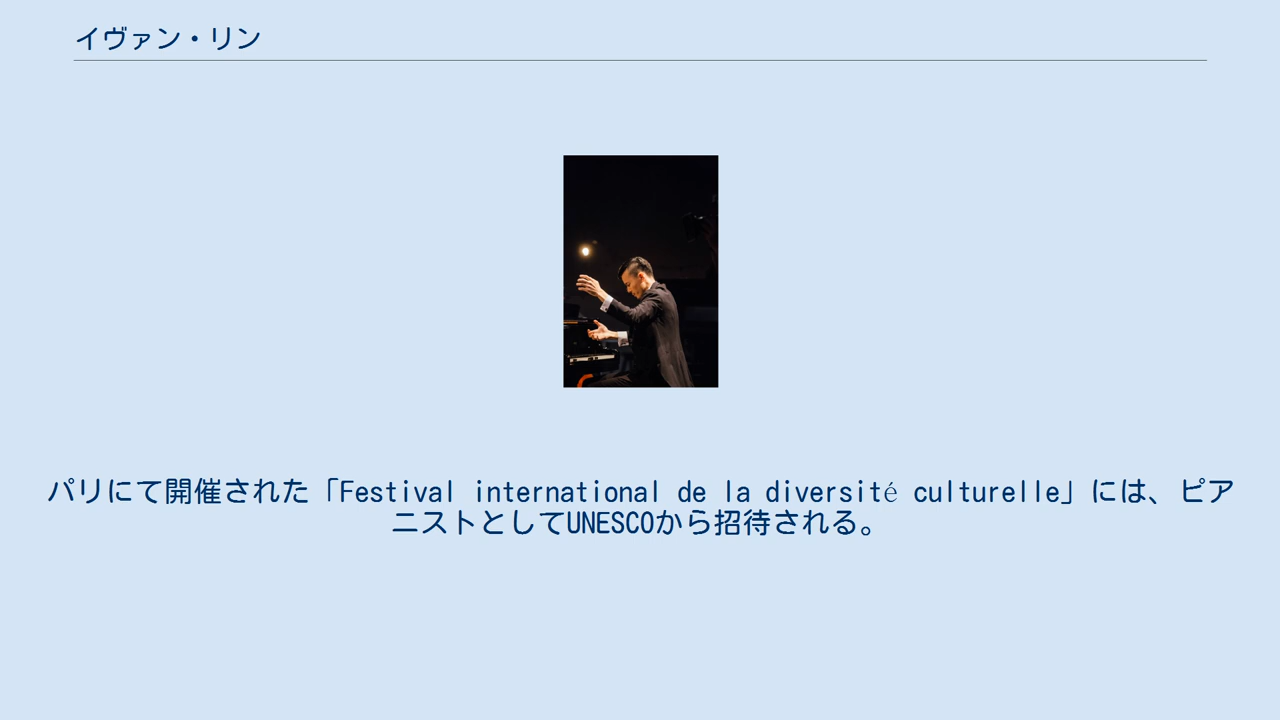 イヴァン・リン
パリにて開催された「Festival international de la diversité culturelle」には、ピア
ニストとしてUNESCOから招待される。